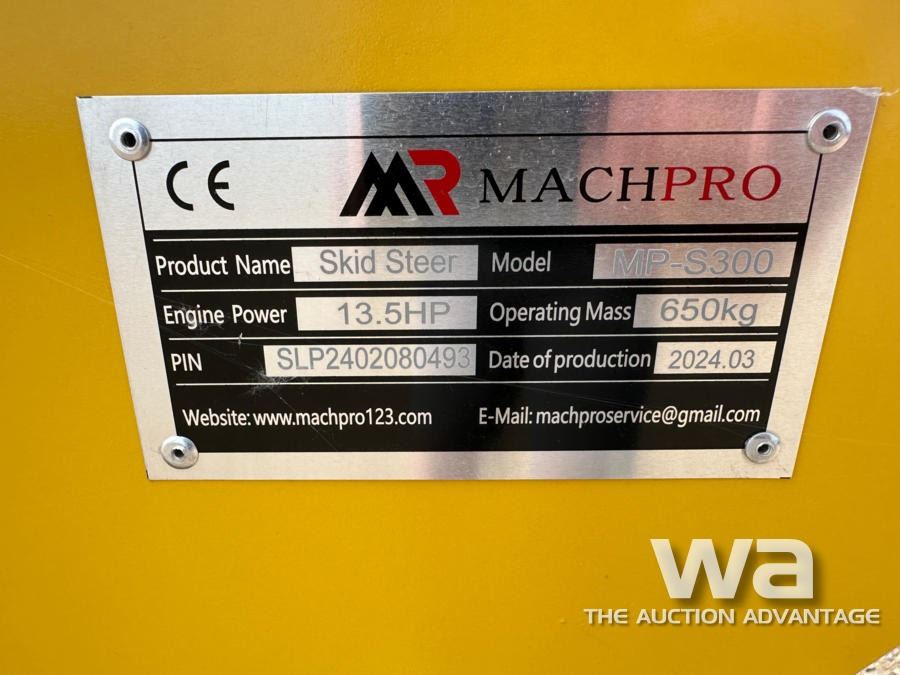 CE MR MACHPRO
Product Name Skid Steer Model MP-S300
Engine Power 13.5HP Operating Mass 650kg
PIN SLP2402080493 Date of production 2024.03
Website: www.machpro123.com E-Mail: machproservice@gmail.com
wa
THE AUCTION ADVANTAGE